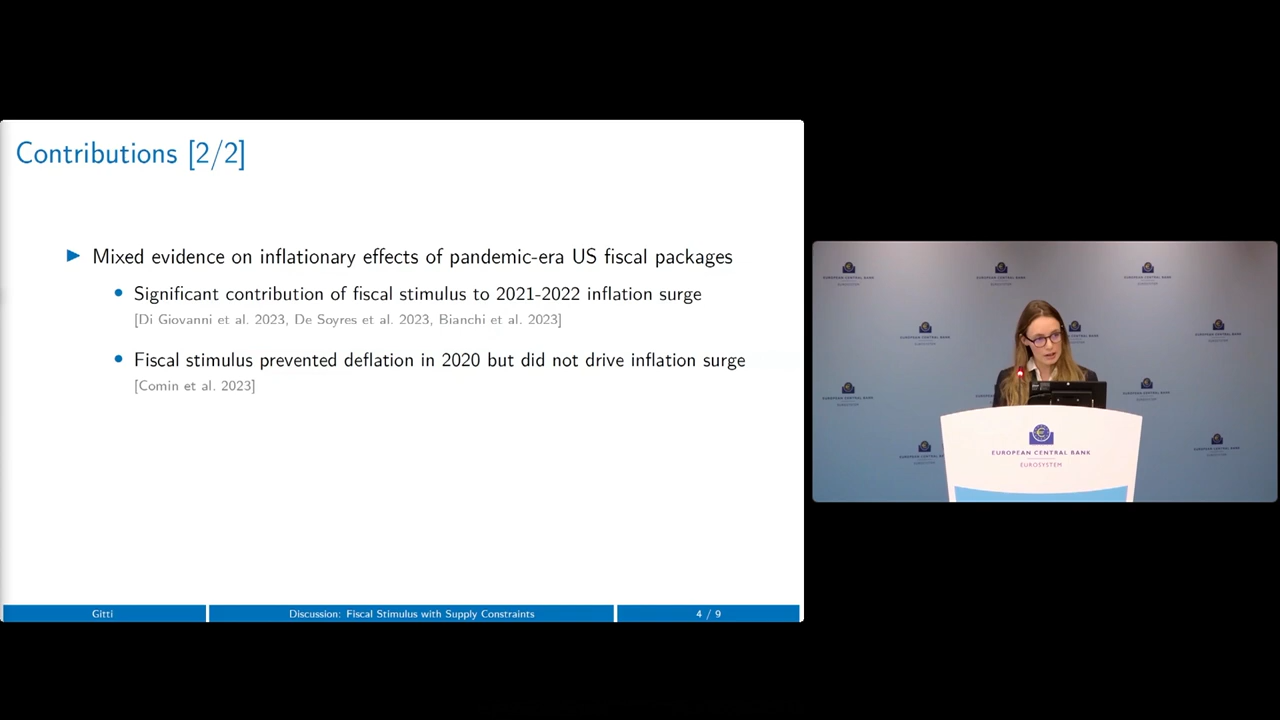 Contributions [2/2]
Mixed evidence on inflationary effects of pandemic-era US fiscal packages
Significant contribution of fiscal stimulus to 2021-2022 inflation surge
[Di Giovanni et al. 2023, De Soyres et al. 2023, Bianchi et al. 2023]
Fiscal stimulus prevented deflation in 2020 but did not drive inflation surge
[Comin et al. 2023]
Gitti
Discussion: Fiscal Stimulus with Supply Constraints
4 / 9
EUROPEAN CENTRAL BANK
EUROSYSTEM